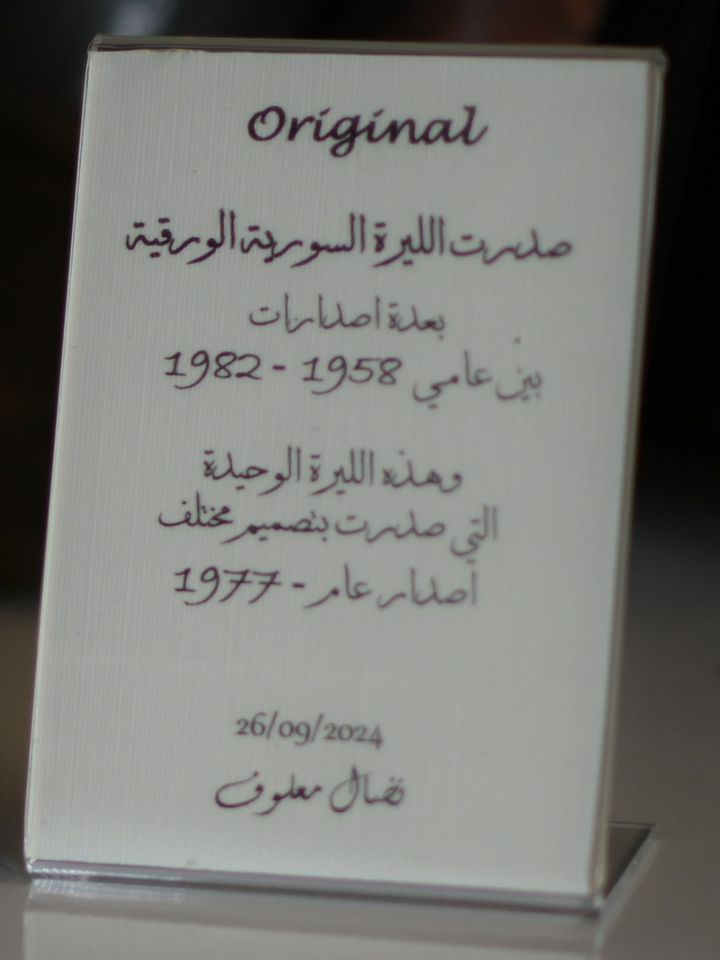 Original
صدرت الليرة السورية الورقية
بعدة اصدارات
بين عامي 1958 - 1982
وهذه الليرة الوحيدة
التي صدرت بتصميم مختلف
اصدار عام - 1977
26/09/2024
نضال معلوف